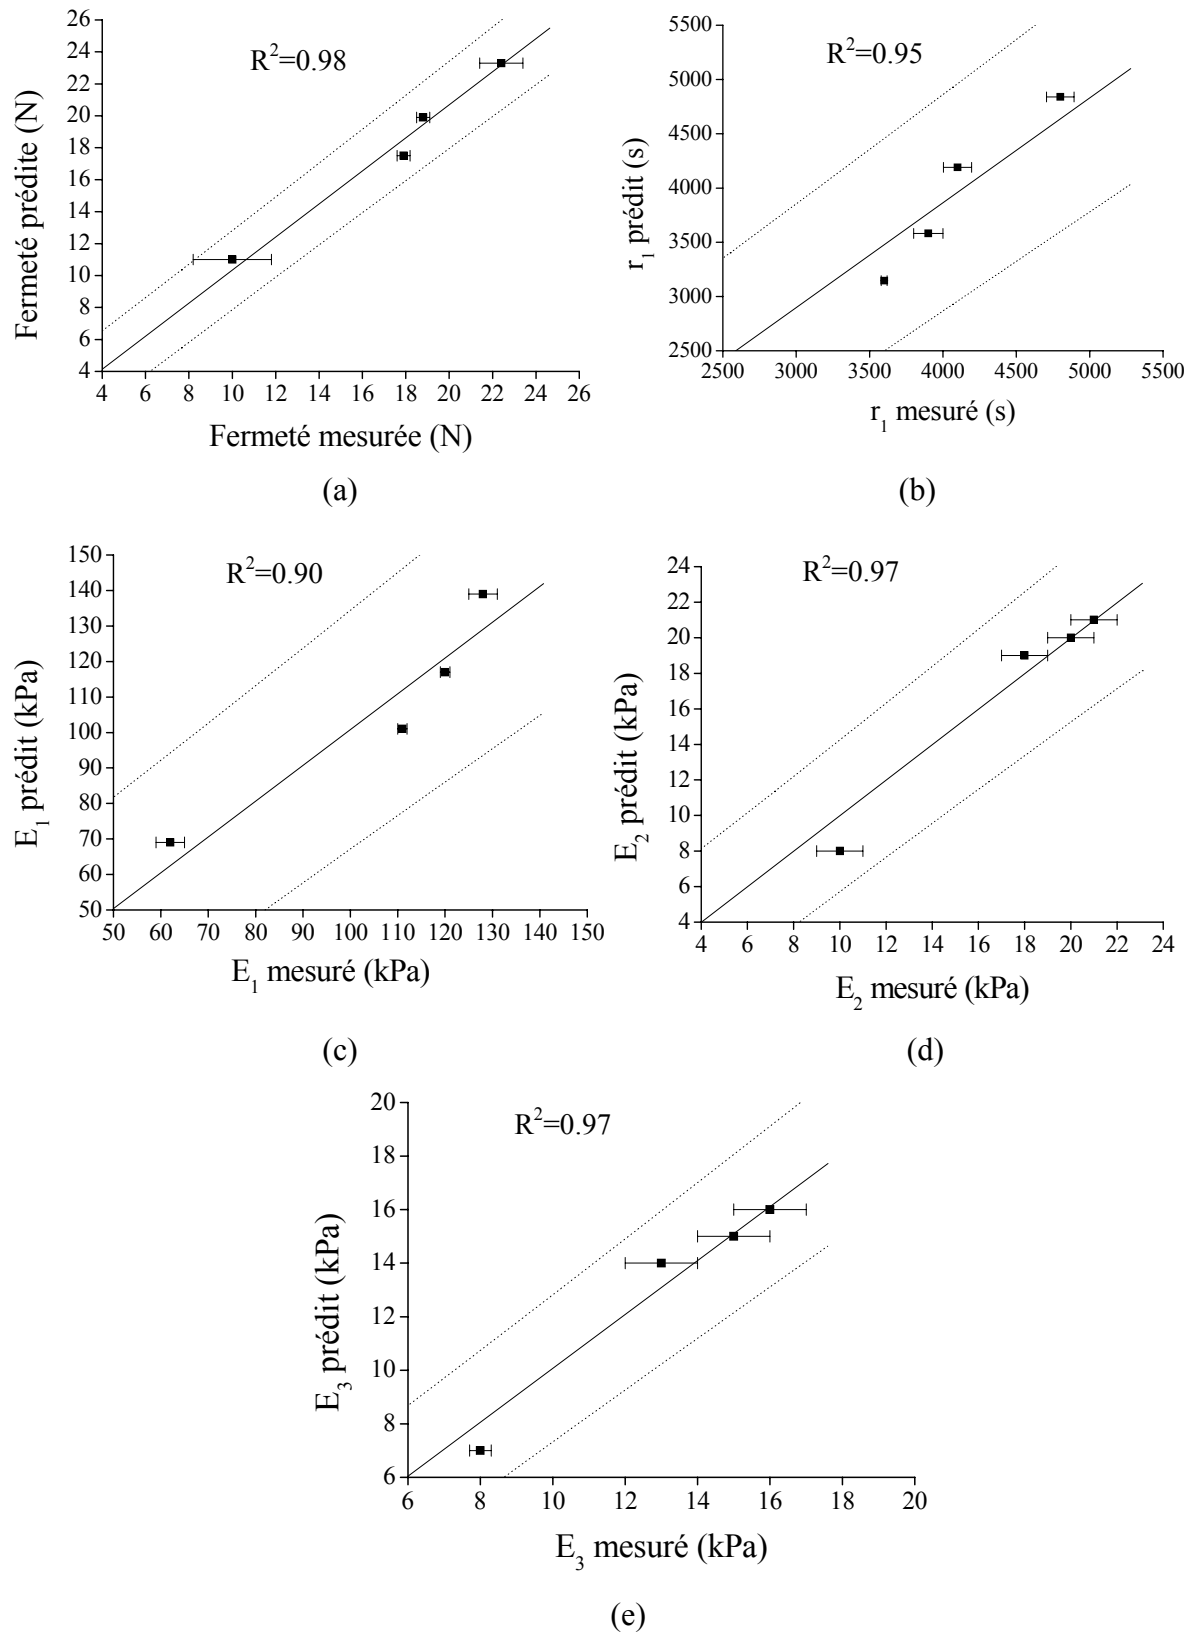 R²=0.98
Fermeté prédite (N)
26
24
22
20
18
16
14
12
10
8
6
4
4 6 8 10 12 14 16 18 20 22 24 26
Fermeté mesurée (N)
(a)
R²=0.95
r₁ prédit (s)
5500
5000
4500
4000
3500
3000
2500
2500 3000 3500 4000 4500 5000 5500
r₁ mesuré (s)
(b)
R²=0.90
E₁ prédit (kPa)
150
140
130
120
110
100
90
80
70
60
50
50 60 70 80 90 100 110 120 130 140 150
E₁ mesuré (kPa)
(c)
R²=0.97
E₂ prédit (kPa)
24
22
20
18
16
14
12
10
8
6
4
4 6 8 10 12 14 16 18 20 22 24
E₂ mesuré (kPa)
(d)
R²=0.97
E₃ prédit (kPa)
20
18
16
14
12
10
8
6
6 8 10 12 14 16 18 20
E₃ mesuré (kPa)
(e)